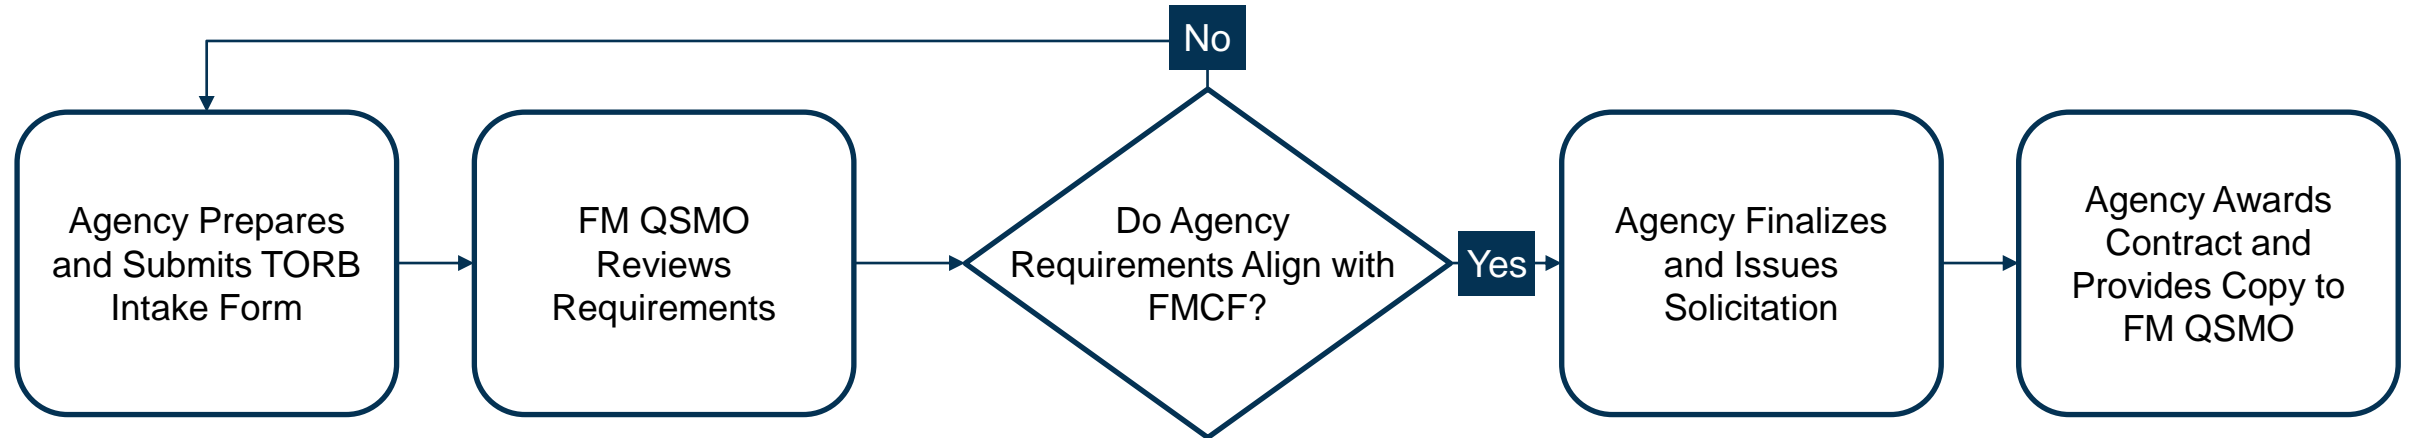 No
Agency Prepares
and Submits TORB
Intake Form
FM QSMO
Reviews
Requirements
Do Agency
Requirements Align with
FMCF?
Yes
Agency Finalizes
and Issues
Solicitation
Agency Awards
Contract and
Provides Copy to
FM QSMO